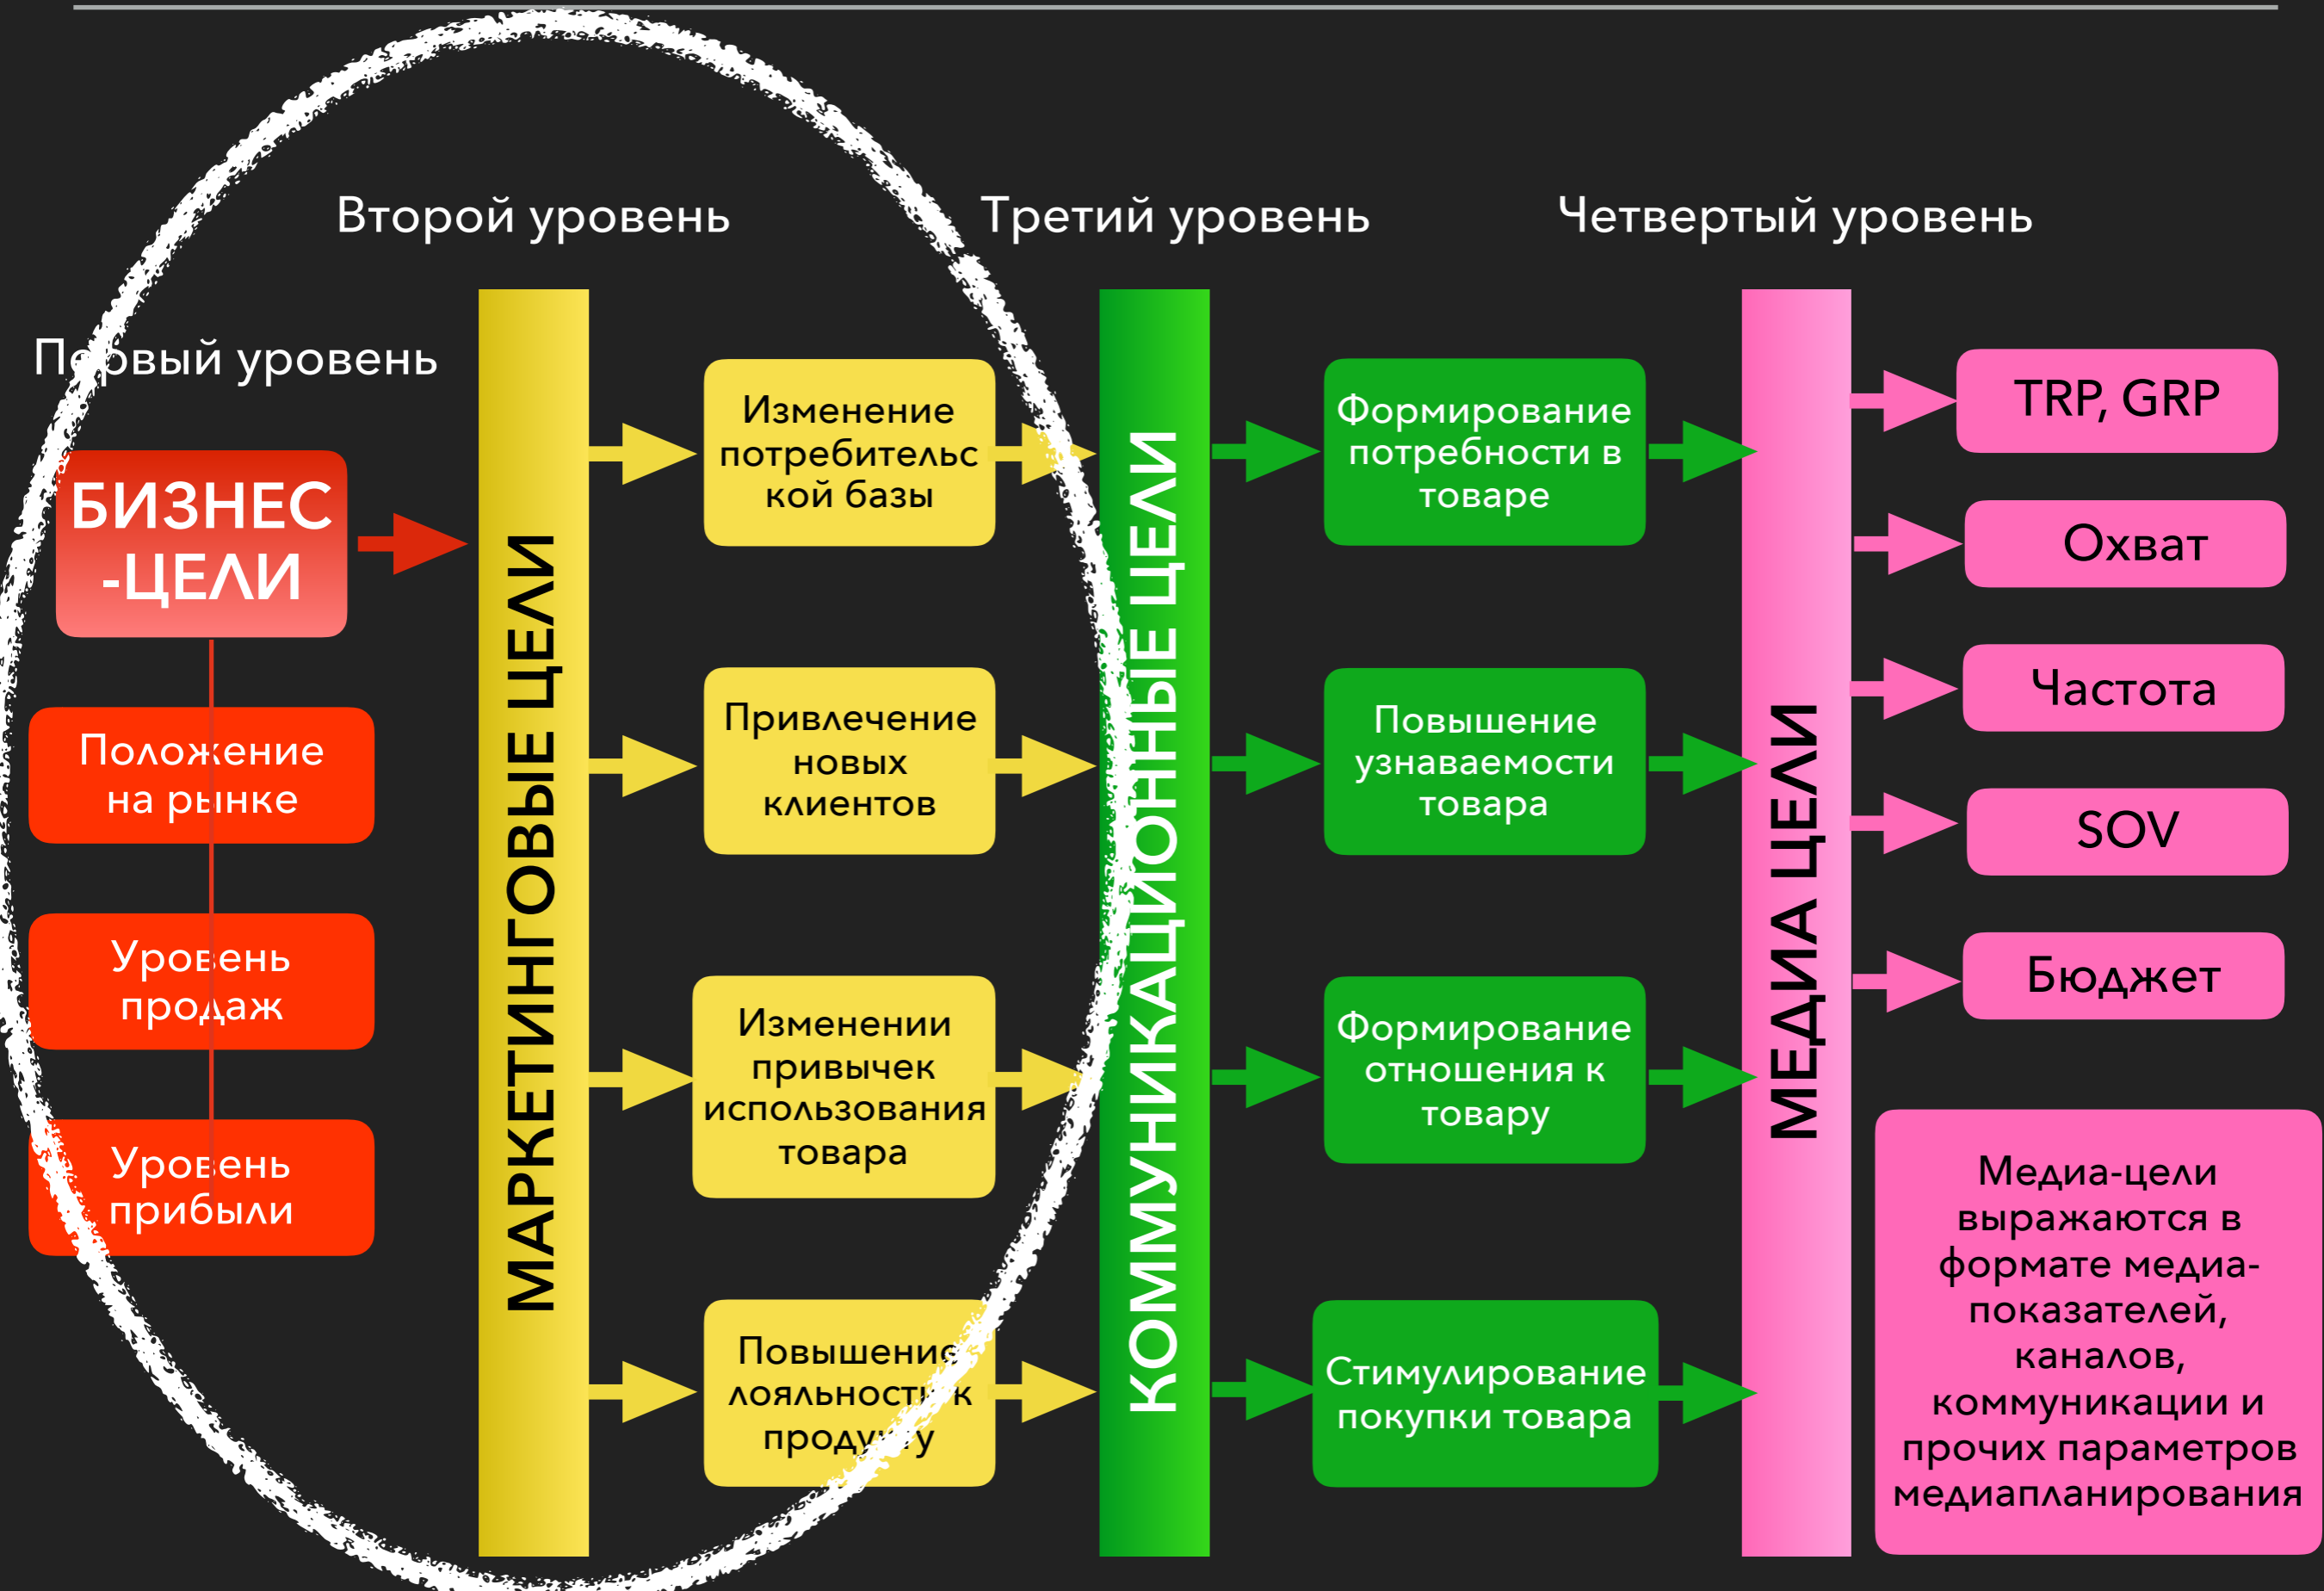 Первый уровень
БИЗНЕС
-ЦЕЛИ
Положение
на рынке
Уровень
продаж
Уровень
прибыли
Второй уровень
МАРКЕТИНГОВЫЕ ЦЕЛИ
Изменение
потребительс
кой базы
Привлечение
новых
клиентов
Изменении
привычек
использования
товара
Повышение
лояльности к
продукту
Третий уровень
КОММУНИКАЦИОННЫЕ ЦЕЛИ
Формирование
потребности в
товаре
Повышение
узнаваемости
товара
Формирование
отношения к
товару
Стимулирование
покупки товара
Четвертый уровень
МЕДИА ЦЕЛИ
TRP, GRP
Охват
Частота
SOV
Бюджет
Медиа-цели
выражаются в
формате медиа-
показателей,
каналов,
коммуникации и
прочих параметров
медиапланирования